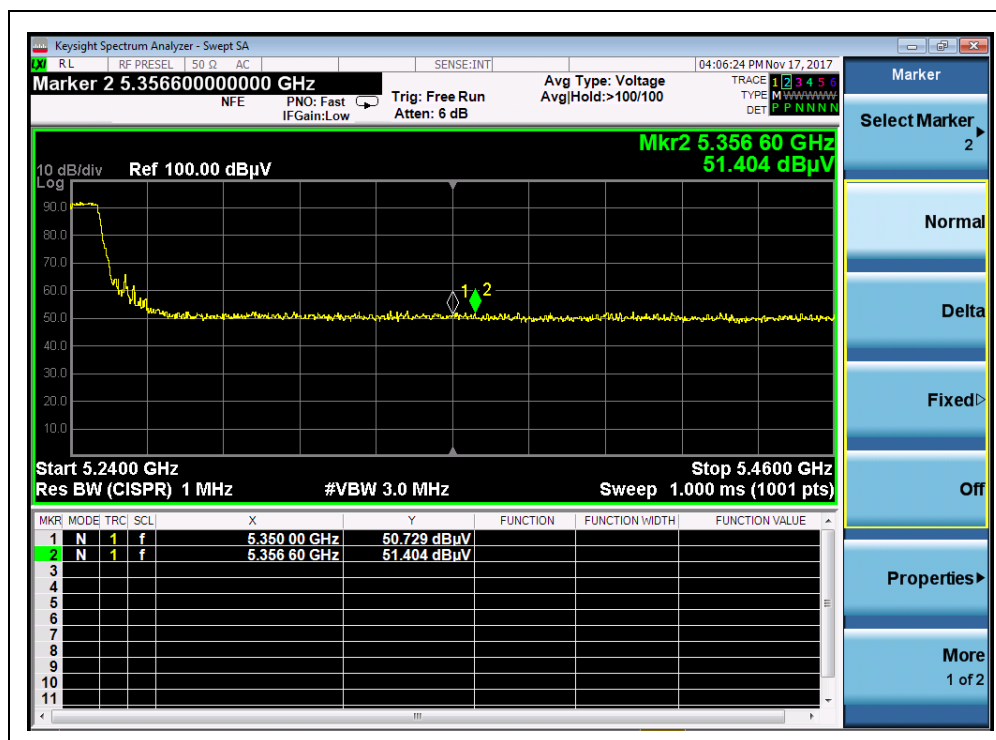 Keysight Spectrum Analyzer - Swept SA
LXI RL RF PRESEL 50 Ω AC SENSE:INT 04:06:24 PM Nov 17, 2017
Marker 2 5.356600000000 GHz
NFE PNO: Fast Trig: Free Run Avg Type: Voltage TRACE 1 2 3 4 5 6
IFGain:Low Atten: 6 dB Avg|Hold:>100/100 TYPE M W W W W W
DET P P N N N N
Mkr2 5.356 60 GHz
51.404 dBµV
10 dB/div Ref 100.00 dBµV
Log
90.0
80.0
70.0
60.0
50.0
40.0
30.0
20.0
10.0
1 2
Start 5.2400 GHz Stop 5.4600 GHz
Res BW (CISPR) 1 MHz #VBW 3.0 MHz Sweep 1.000 ms (1001 pts)
MKR MODE TRC SCL X Y FUNCTION FUNCTION WIDTH FUNCTION VALUE
1 N 1 f 5.350 00 GHz 50.729 dBµV
2 N 1 f 5.356 60 GHz 51.404 dBµV
3
4
5
6
7
8
9
10
11
Marker
Select Marker
2
Normal
Delta
Fixed
Off
Properties
More
1 of 2